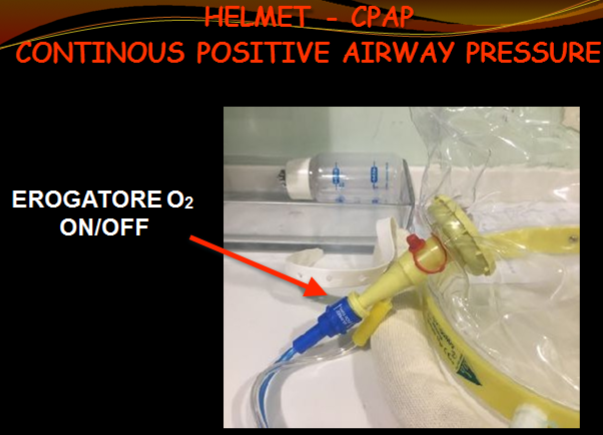 HELMET - CPAP
CONTINOUS POSITIVE AIRWAY PRESSURE
EROGATORE O₂
ON/OFF